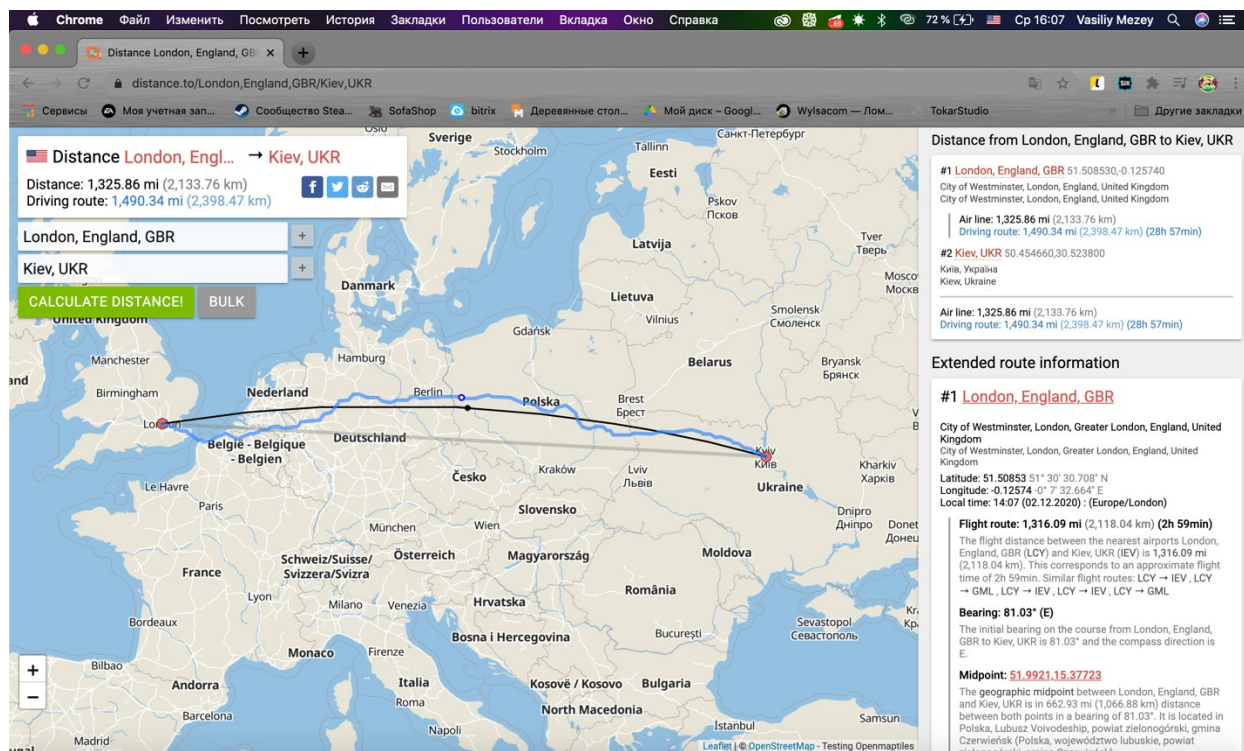 Chrome Файл Изменить Посмотреть История Закладки Пользователи Вкладка Окно Справка 72 % Ср 16:07 Vasiliy Mezey
Distance London, England, GB
distance.to/London,England,GBR/Kiev,UKR
Сервисы Моя учетная зап... Сообщество Stea... SofaShop bitrix Деревянные стол... Мой диск – Googl... Wylsacom — Лом... TokarStudio » Другие закладки
Distance London, Engl... → Kiev, UKR
Distance: 1,325.86 mi (2,133.76 km)
Driving route: 1,490.34 mi (2,398.47 km)
London, England, GBR +
Kiev, UKR +
CALCULATE DISTANCE! BULK
Oslo
Sverige
Stockholm
Санкт-Петербург
Tallinn
Eesti
Pskov
Псков
Latvija
Tver
Тверь
Danmark
Lietuva
Vilnius
Smolensk
Смоленск
United Kingdom
Gdańsk
Manchester
Hamburg
Belarus
Bryansk
Брянск
Birmingham
Nederland
Berlin
Polska
Brest
Брест
London
België - Belgique
- Belgien
Deutschland
Kyiv
Київ
Kraków
Lviv
Львів
Kharkiv
Харків
Le Havre
Česko
Ukraine
Paris
Slovensko
Dnipro
Дніпро
München
Wien
Schweiz/Suisse/
Svizzera/Svizra
Österreich
Magyarország
Moldova
France
România
Lyon
Milano
Venezia
Hrvatska
Sevastopol
Севастополь
Bordeaux
Bosna i Hercegovina
București
Monaco
Firenze
+
−
Bilbao
Andorra
Italia
Roma
Kosovë / Kosovo
Bulgaria
North Macedonia
Barcelona
Samsun
Napoli
İstanbul
Madrid
Leaflet | © OpenStreetMap - Testing Openmaptiles
Distance from London, England, GBR to Kiev, UKR
#1 London, England, GBR 51.508530,-0.125740
City of Westminster, London, England, United Kingdom
City of Westminster, London, England, United Kingdom
Air line: 1,325.86 mi (2,133.76 km)
Driving route: 1,490.34 mi (2,398.47 km) (28h 57min)
#2 Kiev, UKR 50.454660,30.523800
Київ, Україна
Kiew, Ukraine
Air line: 1,325.86 mi (2,133.76 km)
Driving route: 1,490.34 mi (2,398.47 km) (28h 57min)
Extended route information
#1 London, England, GBR
City of Westminster, London, Greater London, England, United
Kingdom
City of Westminster, London, Greater London, England, United
Kingdom
Latitude: 51.50853 51° 30' 30.708" N
Longitude: -0.12574 -0° 7' 32.664" E
Local time: 14:07 (02.12.2020) : (Europe/London)
Flight route: 1,316.09 mi (2,118.04 km) (2h 59min)
The flight distance between the nearest airports London,
England, GBR (LCY) and Kiev, UKR (IEV) is 1,316.09 mi
(2,118.04 km). This corresponds to an approximate flight
time of 2h 59min. Similar flight routes: LCY → IEV , LCY
→ GML , LCY → IEV , LCY → IEV , LCY → GML
Bearing: 81.03° (E)
The initial bearing on the course from London, England,
GBR to Kiev, UKR is 81.03° and the compass direction is
E.
Midpoint: 51.9921,15.37723
The geographic midpoint between London, England, GBR
and Kiev, UKR is in 662.93 mi (1,066.88 km) distance
between both points in a bearing of 81.03°. It is located in
Polska, Lubusz Voivodeship, powiat zielonogórski, gmina
Czerwieńsk (Polska, województwo lubuskie, powiat
zielonogórski, gmina Czerwieńsk).